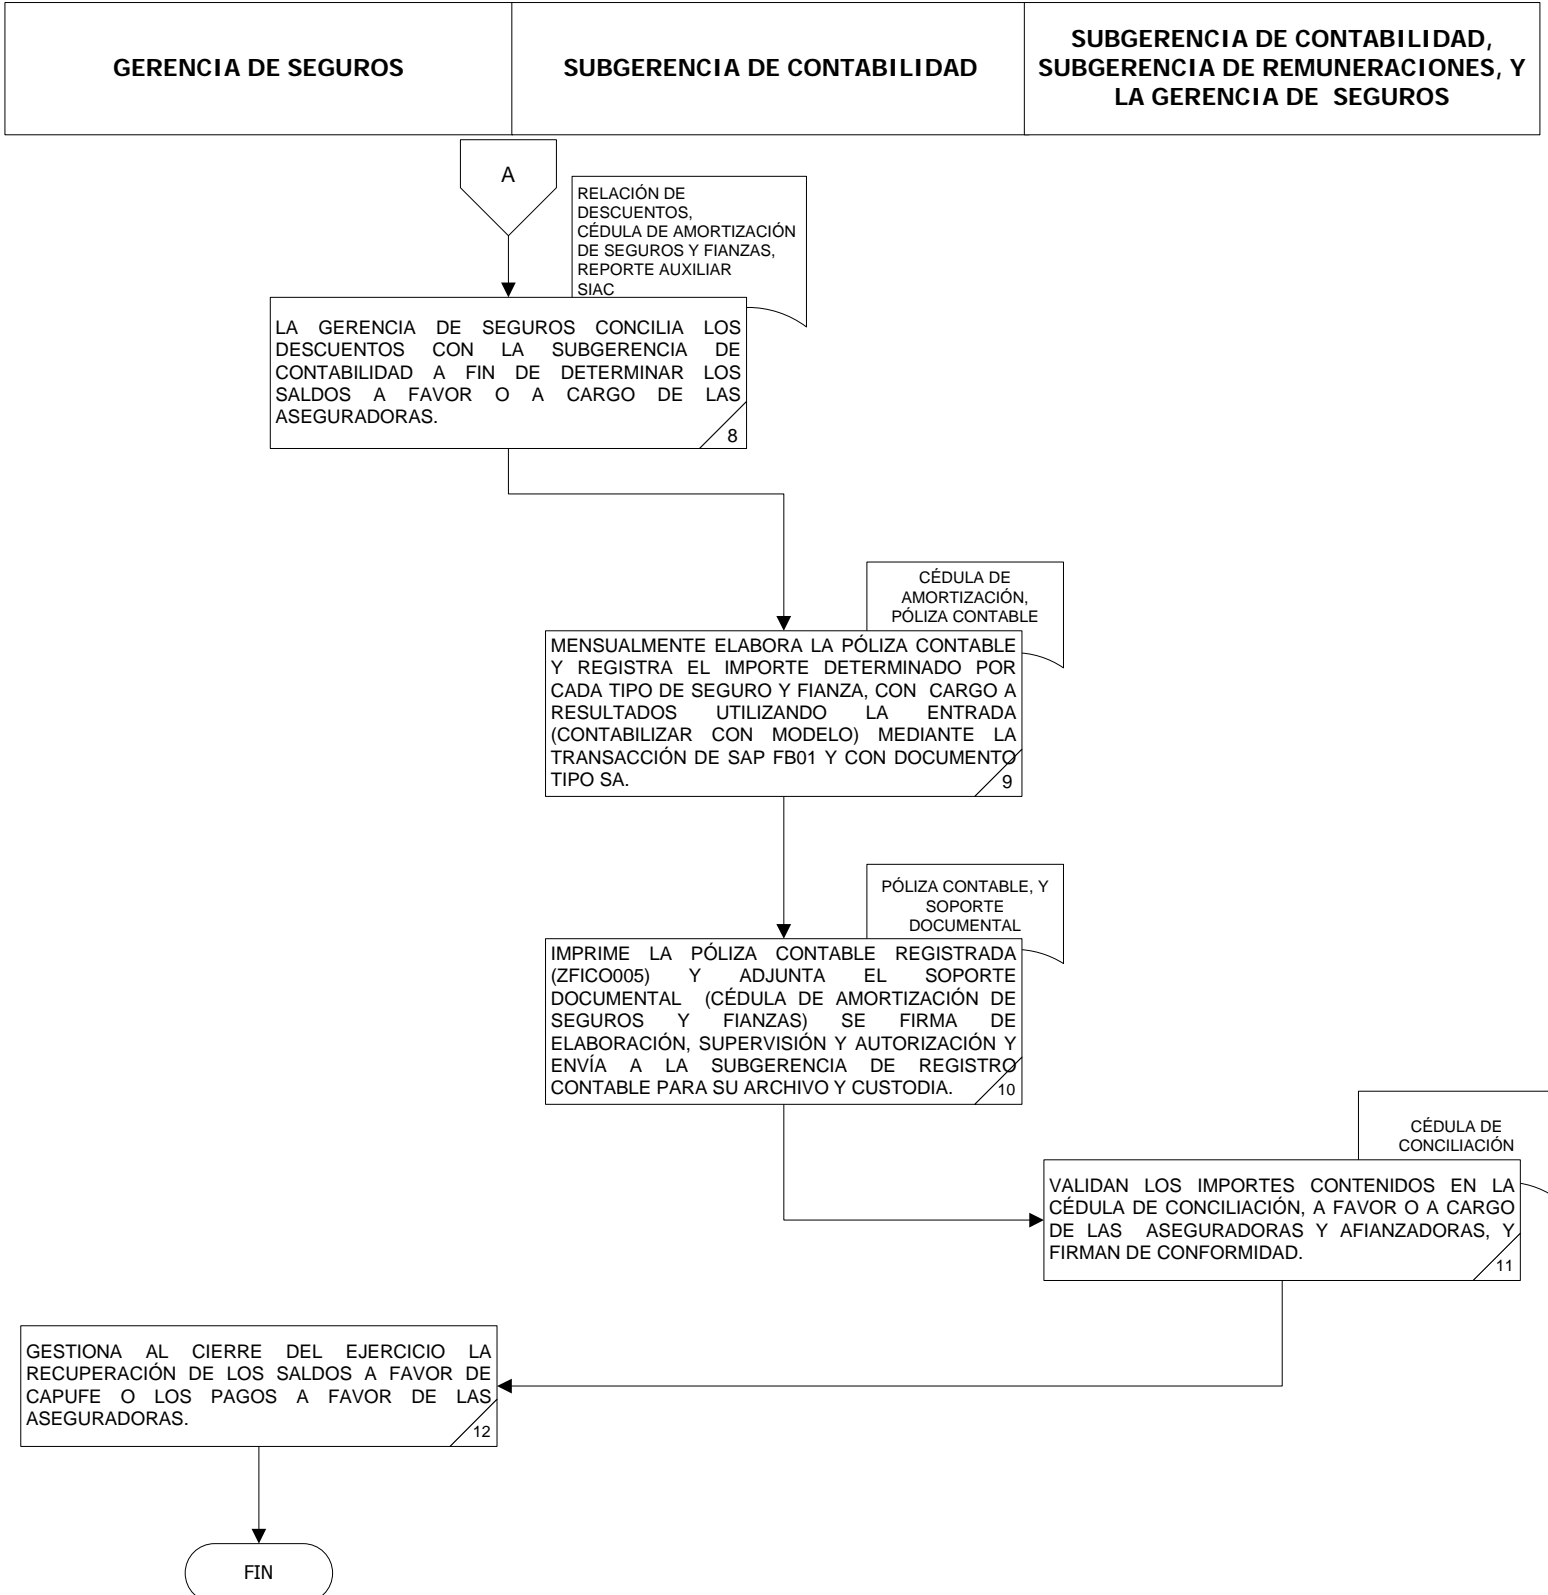 GERENCIA DE SEGUROS
SUBGERENCIA DE CONTABILIDAD
SUBGERENCIA DE CONTABILIDAD,
SUBGERENCIA DE REMUNERACIONES, Y
LA GERENCIA DE SEGUROS
A
RELACIÓN DE
DESCUENTOS,
CÉDULA DE AMORTIZACIÓN
DE SEGUROS Y FIANZAS,
REPORTE AUXILIAR
SIAC
LA GERENCIA DE SEGUROS CONCILIA LOS
DESCUENTOS CON LA SUBGERENCIA DE
CONTABILIDAD A FIN DE DETERMINAR LOS
SALDOS A FAVOR O A CARGO DE LAS
ASEGURADORAS.
8
CÉDULA DE
AMORTIZACIÓN,
PÓLIZA CONTABLE
MENSUALMENTE ELABORA LA PÓLIZA CONTABLE
Y REGISTRA EL IMPORTE DETERMINADO POR
CADA TIPO DE SEGURO Y FIANZA, CON CARGO A
RESULTADOS UTILIZANDO LA ENTRADA
(CONTABILIZAR CON MODELO) MEDIANTE LA
TRANSACCIÓN DE SAP FB01 Y CON DOCUMENTO
TIPO SA.
9
PÓLIZA CONTABLE, Y
SOPORTE
DOCUMENTAL
IMPRIME LA PÓLIZA CONTABLE REGISTRADA
(ZFICO005) Y ADJUNTA EL SOPORTE
DOCUMENTAL (CÉDULA DE AMORTIZACIÓN DE
SEGUROS Y FIANZAS) SE FIRMA DE
ELABORACIÓN, SUPERVISIÓN Y AUTORIZACIÓN Y
ENVÍA A LA SUBGERENCIA DE REGISTRO
CONTABLE PARA SU ARCHIVO Y CUSTODIA.
10
CÉDULA DE
CONCILIACIÓN
VALIDAN LOS IMPORTES CONTENIDOS EN LA
CÉDULA DE CONCILIACIÓN, A FAVOR O A CARGO
DE LAS ASEGURADORAS Y AFIANZADORAS, Y
FIRMAN DE CONFORMIDAD.
11
GESTIONA AL CIERRE DEL EJERCICIO LA
RECUPERACIÓN DE LOS SALDOS A FAVOR DE
CAPUFE O LOS PAGOS A FAVOR DE LAS
ASEGURADORAS.
12
FIN